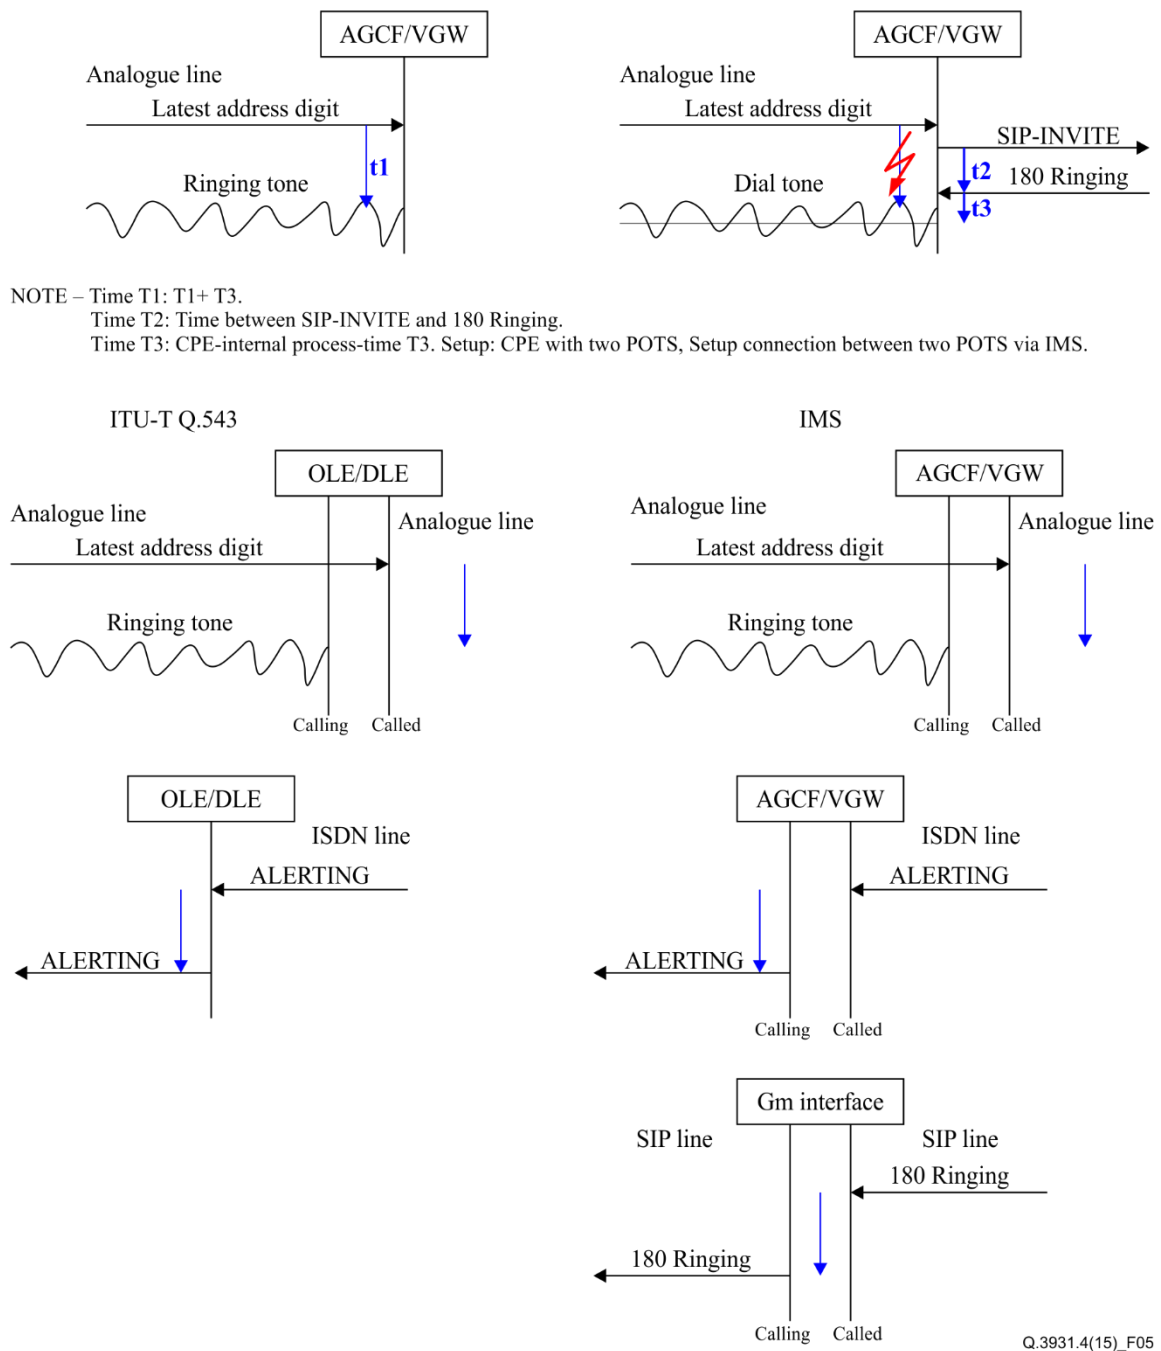 AGCF/VGW
Analogue line
Latest address digit
t1
Ringing tone
AGCF/VGW
Analogue line
Latest address digit
SIP-INVITE
t2
180 Ringing
Dial tone
t3
NOTE – Time T1: T1+ T3.
Time T2: Time between SIP-INVITE and 180 Ringing.
Time T3: CPE-internal process-time T3. Setup: CPE with two POTS, Setup connection between two POTS via IMS.
ITU-T Q.543
IMS
OLE/DLE
Analogue line
Analogue line
Latest address digit
Ringing tone
Calling
Called
AGCF/VGW
Analogue line
Analogue line
Latest address digit
Ringing tone
Calling
Called
OLE/DLE
ISDN line
ALERTING
ALERTING
AGCF/VGW
ISDN line
ALERTING
ALERTING
Calling
Called
Gm interface
SIP line
SIP line
180 Ringing
180 Ringing
Calling
Called
Q.3931.4(15)_F05